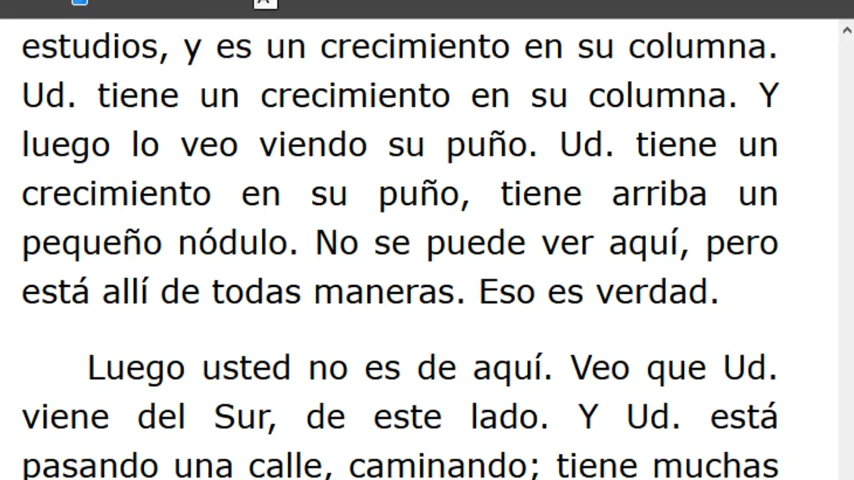 estudios, y es un crecimiento en su columna.
Ud. tiene un crecimiento en su columna. Y
luego lo veo viendo su puño. Ud. tiene un
crecimiento en su puño, tiene arriba un
pequeño nódulo. No se puede ver aquí, pero
está allí de todas maneras. Eso es verdad.
Luego usted no es de aquí. Veo que Ud.
viene del Sur, de este lado. Y Ud. está
pasando una calle, caminando; tiene muchas